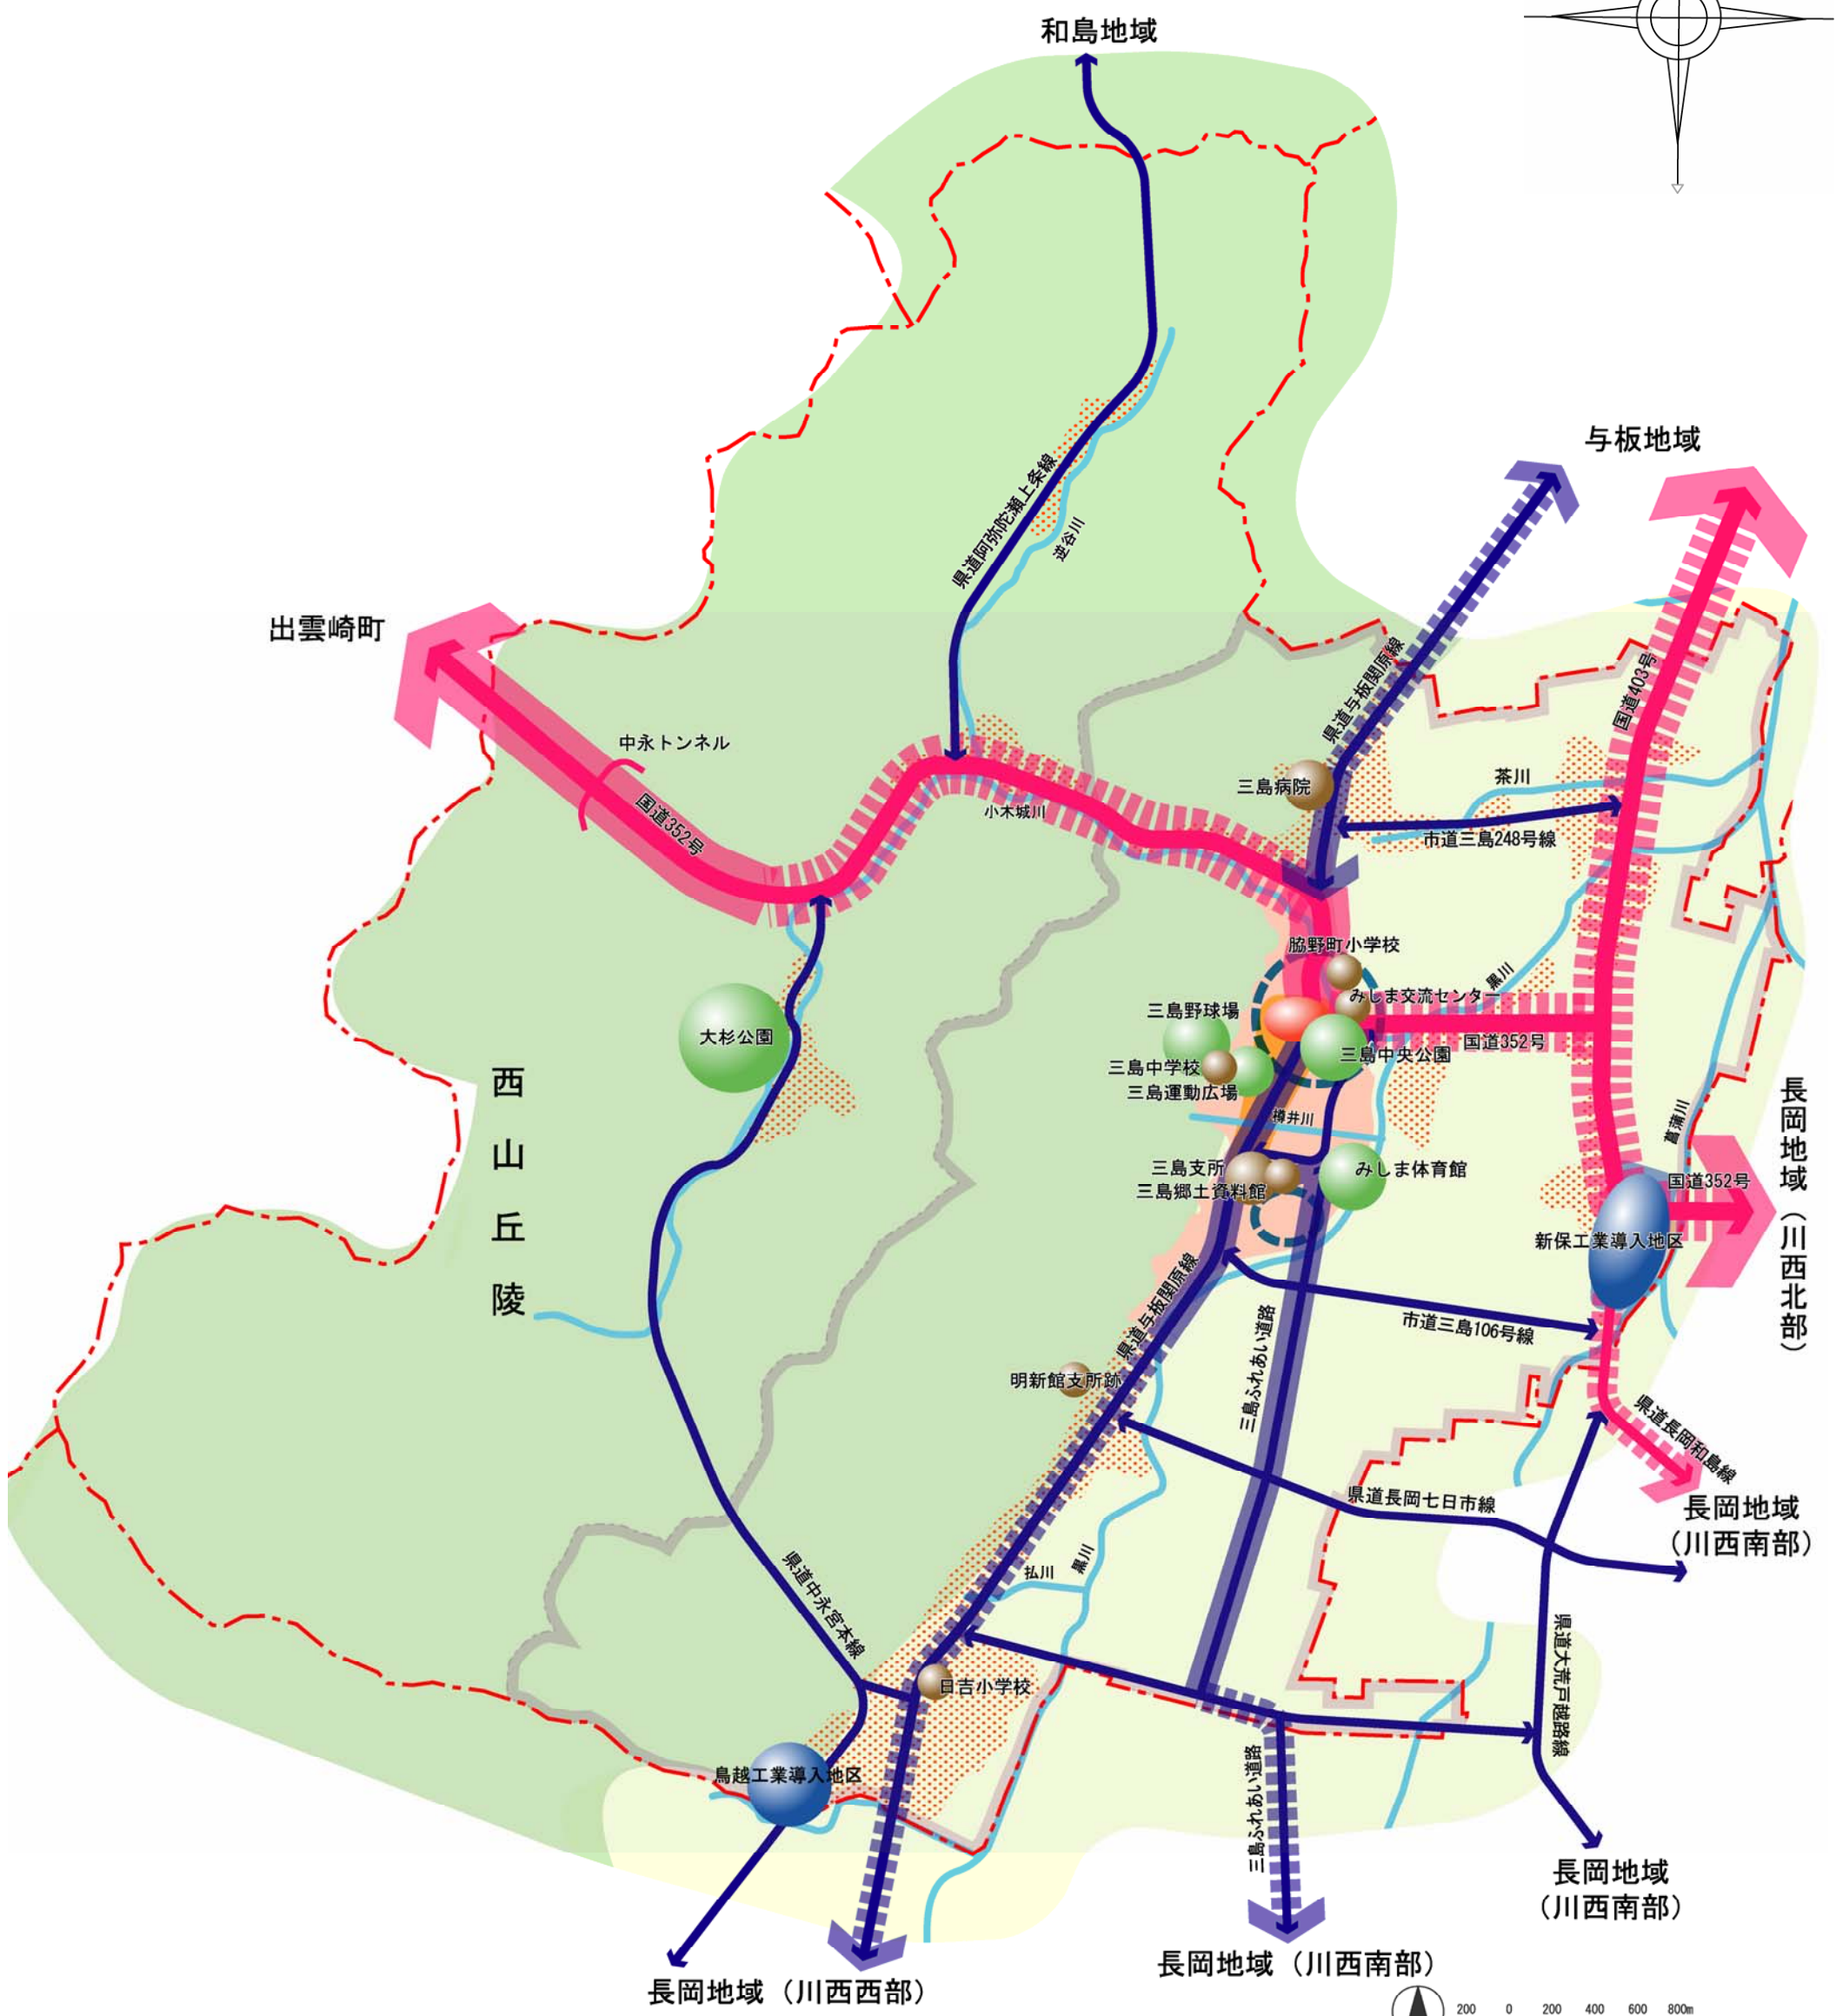 和島地域
与板地域
県道阿弥陀瀬上条線
逆谷川
出雲崎町
国道403号
県道与板関原線
中永トンネル
茶川
三島病院
国道352号
小木城川
市道三島248号線
脇野町小学校
黒川
みしま交流センター
三島野球場
大杉公園
国道352号
三島中央公園
三島中学校
三島運動広場
樽井川
菖蒲川
長岡地域（川西北部）
西山丘陵
三島支所
みしま体育館
国道352号
三島郷土資料館
新保工業導入地区
県道与板関原線
市道三島106号線
三島ふれあい道路
明新館支所跡
県道長岡和島線
県道長岡七日市線
長岡地域
（川西南部）
県道中永宮本線
払川
黒川
県道大荒戸越路線
日吉小学校
鳥越工業導入地区
三島ふれあい道路
長岡地域
（川西南部）
長岡地域（川西南部）
長岡地域（川西西部）
200 0 200 400 600 800m